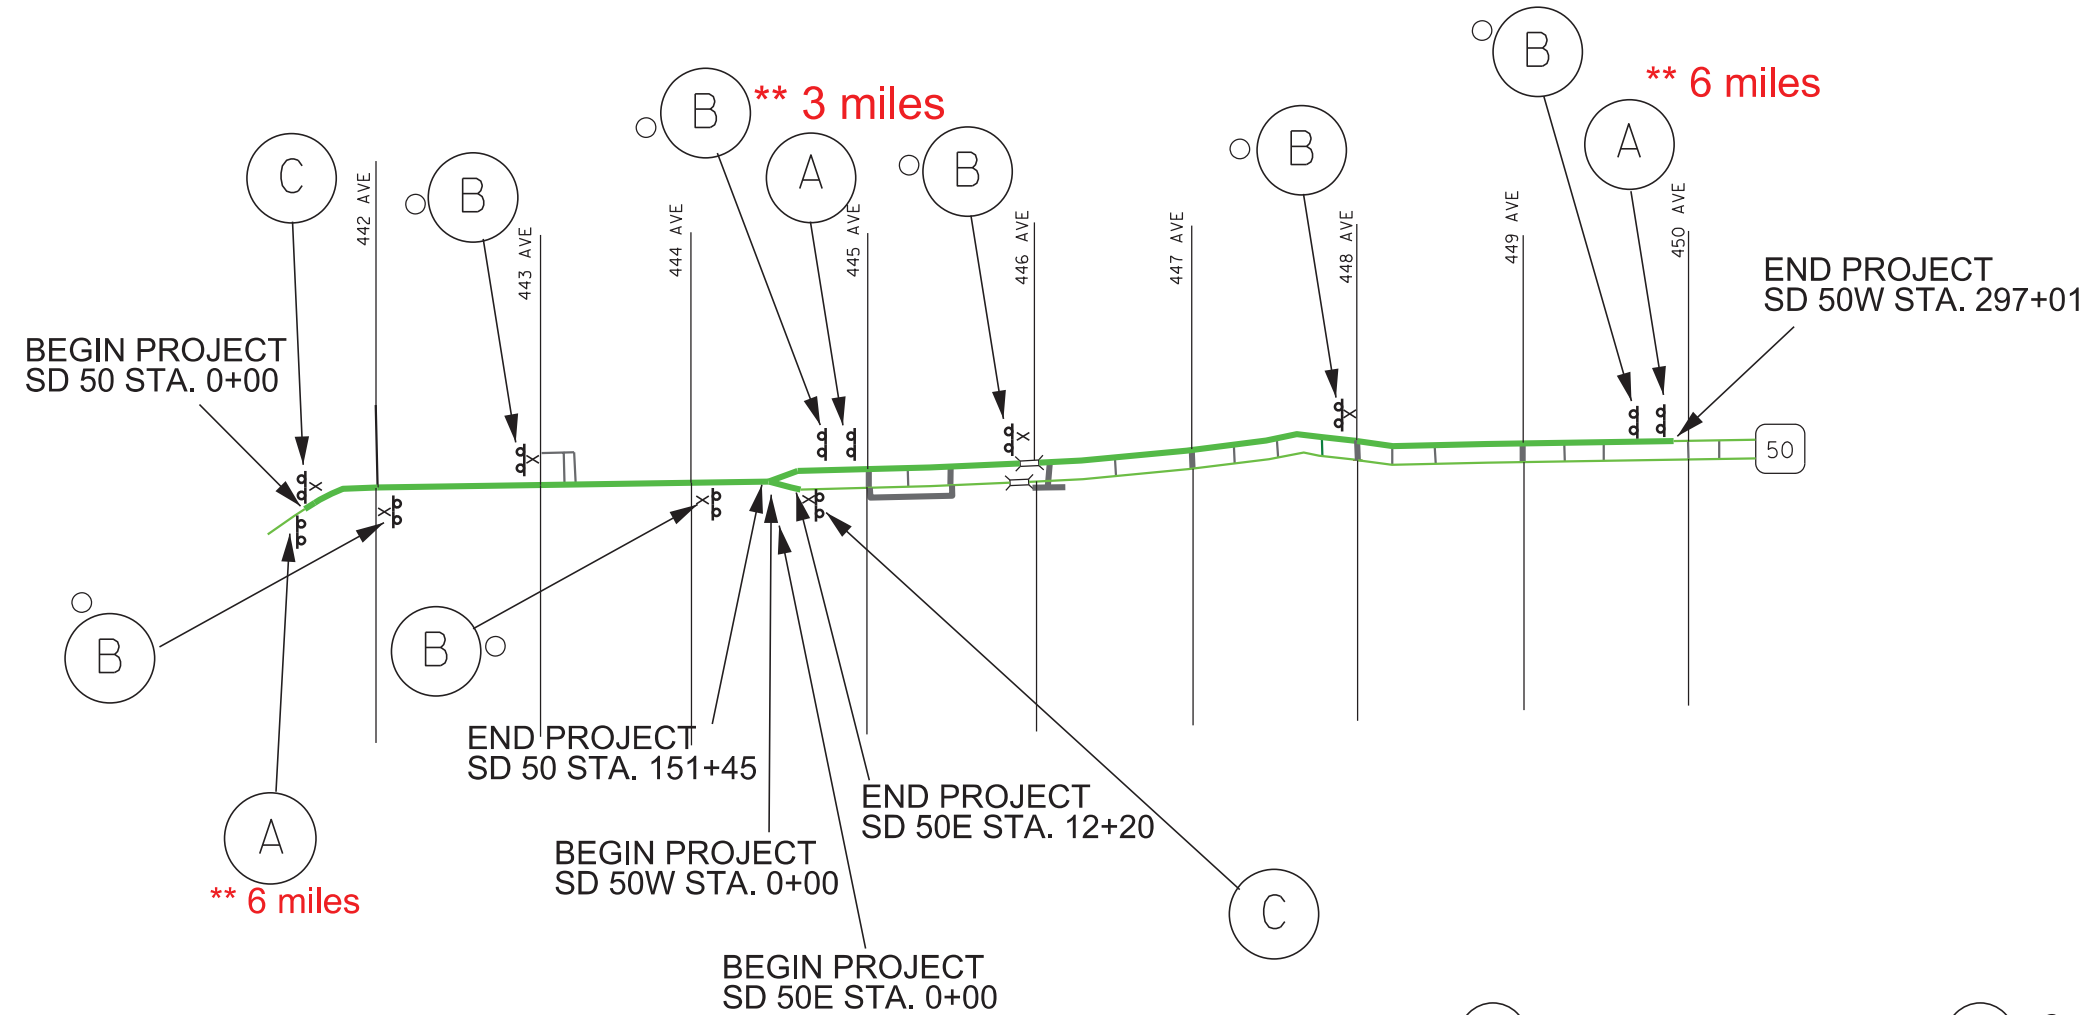 B
** 6 miles
B
** 3 miles
A
B
B
A
C
B
442 AVE
443 AVE
444 AVE
445 AVE
446 AVE
447 AVE
448 AVE
449 AVE
450 AVE
END PROJECT
SD 50W STA. 297+01
BEGIN PROJECT
SD 50 STA. 0+00
X
X
X
X
X
X
X
50
B
B
END PROJECT
SD 50 STA. 151+45
A
** 6 miles
END PROJECT
SD 50E STA. 12+20
BEGIN PROJECT
SD 50W STA. 0+00
C
BEGIN PROJECT
SD 50E STA. 0+00